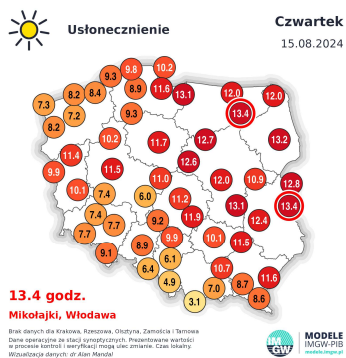 Usłonecznienie
Czwartek
15.08.2024
9.3 9.8 10.2
8.2 8.4 8.9 11.6 13.1 12.0 12.0
7.3 7.2 9.3 13.4
8.2 10.2 11.7 12.7 13.2
11.4 12.6
9.9 11.5 11.0 12.0 10.9 12.8
10.1 7.4 6.0 11.2 13.1 13.4
7.4 7.7 9.2 11.9 12.4
7.7 9.9 10.1 11.6
9.1 8.9 6.1
6.4 4.9 10.7 11.6
7.0 8.7
3.1 8.6
13.4 godz.
Mikołajki, Włodawa
Brak danych dla Krakowa, Rzeszowa, Olsztyna, Zamościa i Tarnowa
Dane operacyjne ze stacji synoptycznych. Prezentowane wartości
w procesie kontroli i weryfikacji mogą ulec zmianie. Czas lokalny.
Wizualizacja danych: dr Alan Mandal
IM
GW
MODELE
IMGW-PIB
modele.imgw.pl